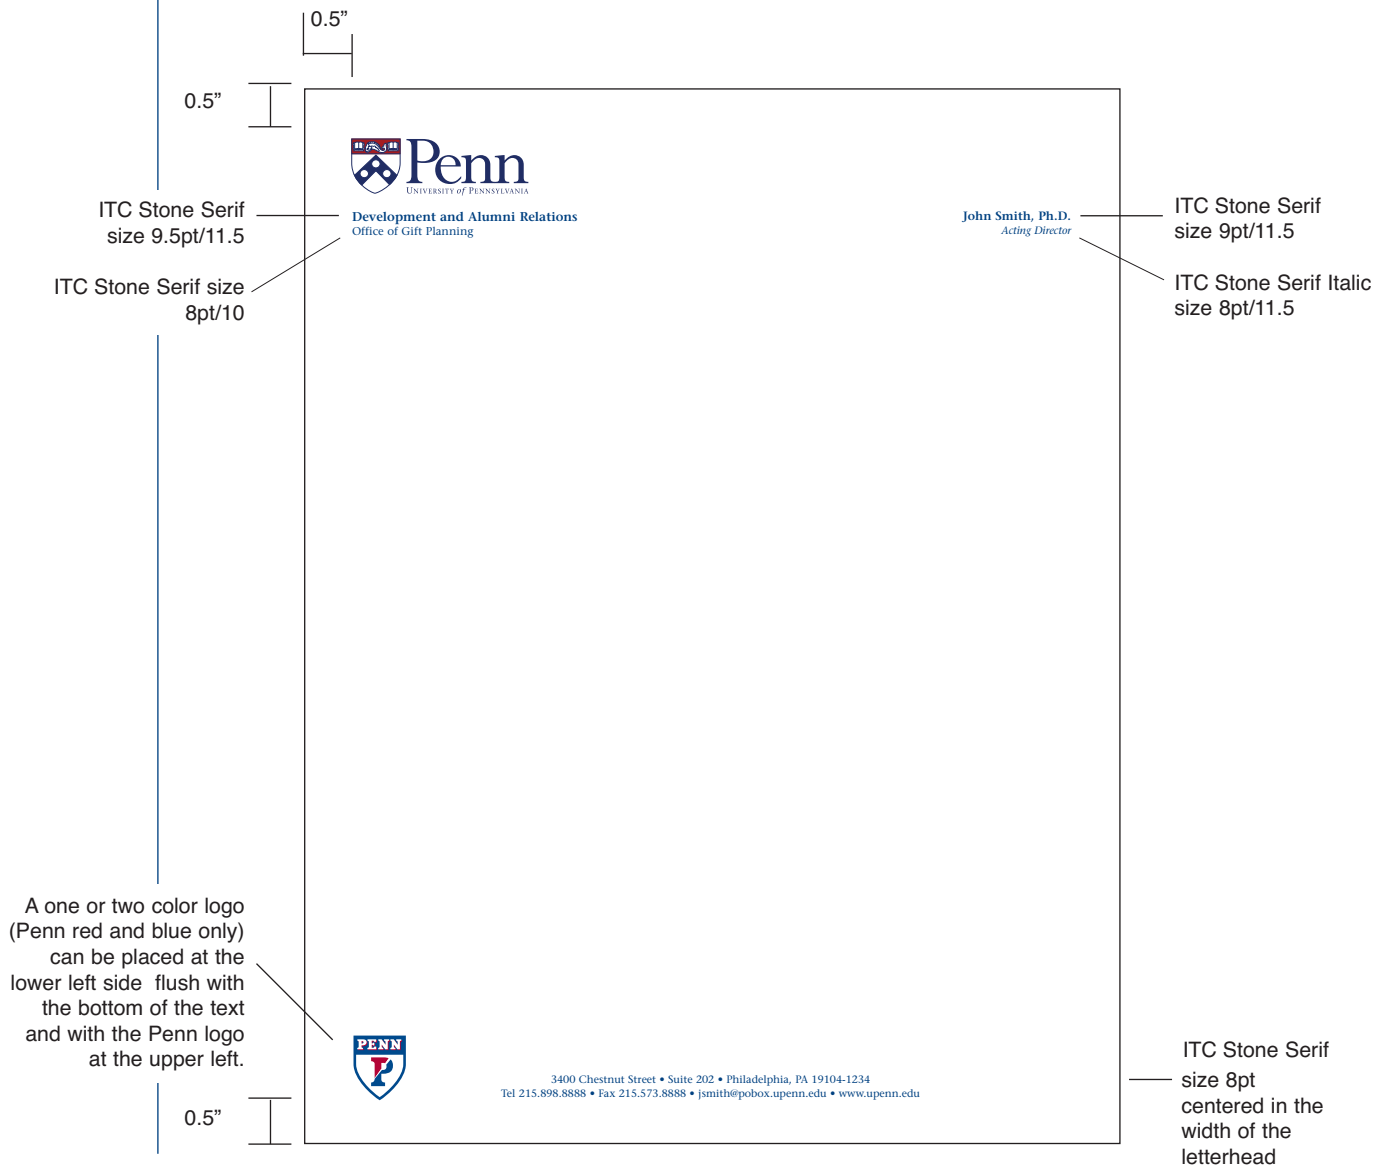 0.5”
0.5”
Penn
UNIVERSITY of PENNSYLVANIA
ITC Stone Serif
size 9.5pt/11.5
Development and Alumni Relations
Office of Gift Planning
John Smith, Ph.D.
Acting Director
ITC Stone Serif
size 9pt/11.5
ITC Stone Serif size
8pt/10
ITC Stone Serif Italic
size 8pt/11.5
A one or two color logo
(Penn red and blue only)
can be placed at the
lower left side  flush with
the bottom of the text
and with the Penn logo
at the upper left.
PENN
P
3400 Chestnut Street • Suite 202 • Philadelphia, PA 19104-1234
Tel 215.898.8888 • Fax 215.573.8888 • jsmith@pobox.upenn.edu • www.upenn.edu
ITC Stone Serif
size 8pt
centered in the
width of the
letterhead
0.5”